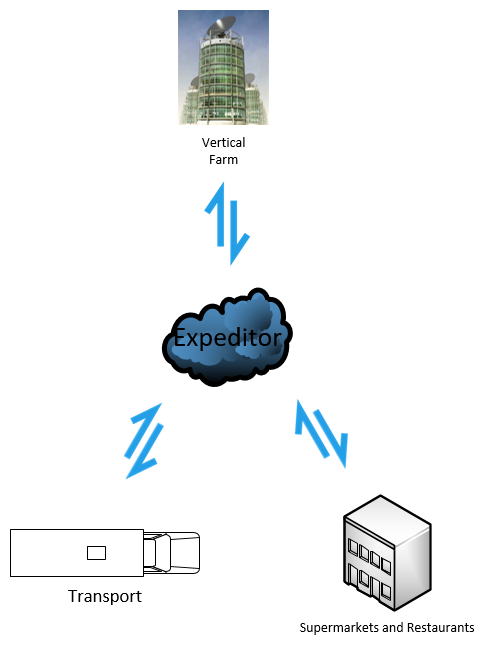 Vertical
Farm
Expeditor
Transport
Supermarkets and Restaurants